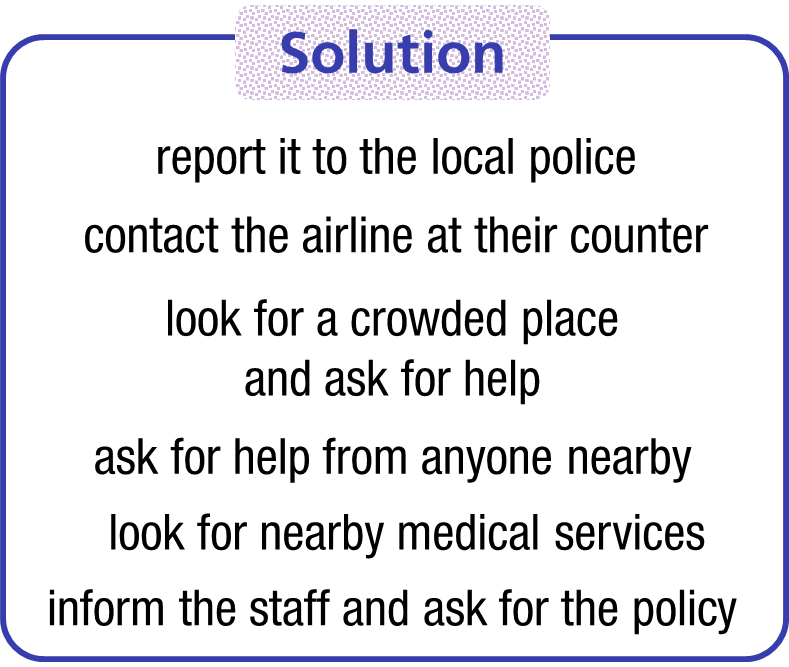 Solution
report it to the local police
contact the airline at their counter
look for a crowded place
and ask for help
ask for help from anyone nearby
look for nearby medical services
inform the staff and ask for the policy